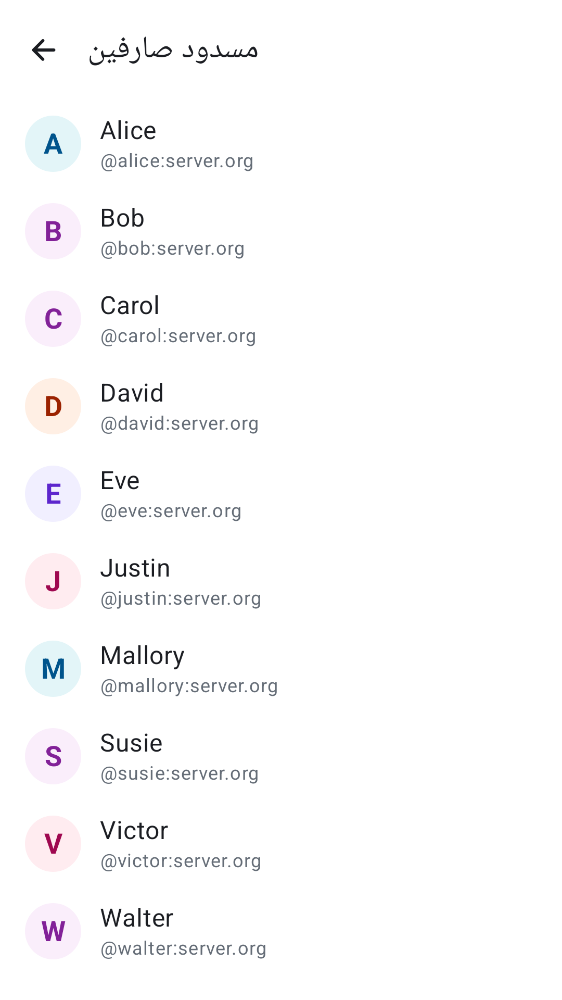 مسدود صارفین
A
Alice
@alice:server.org
B
Bob
@bob:server.org
C
Carol
@carol:server.org
D
David
@david:server.org
E
Eve
@eve:server.org
J
Justin
@justin:server.org
M
Mallory
@mallory:server.org
S
Susie
@susie:server.org
V
Victor
@victor:server.org
W
Walter
@walter:server.org